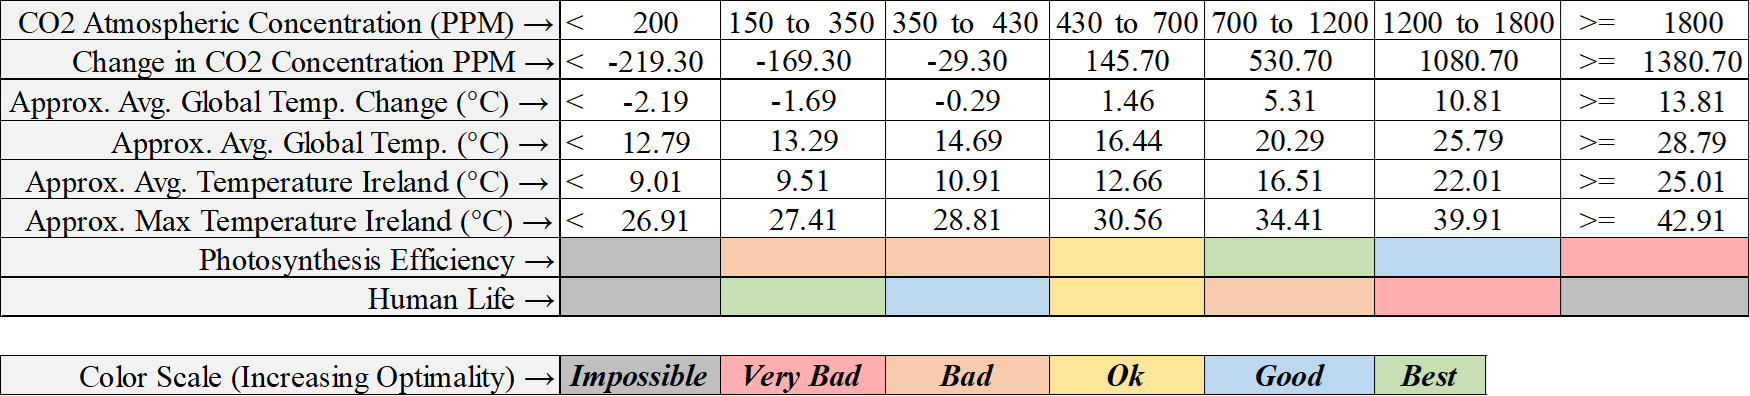 CO2 Atmospheric Concentration (PPM) → < 200 150 to 350 350 to 430 430 to 700 700 to 1200 1200 to 1800 >= 1800
Change in CO2 Concentration PPM → < -219.30 -169.30 -29.30 145.70 530.70 1080.70 >= 1380.70
Approx. Avg. Global Temp. Change (°C) → < -2.19 -1.69 -0.29 1.46 5.31 10.81 >= 13.81
Approx. Avg. Global Temp. (°C) → < 12.79 13.29 14.69 16.44 20.29 25.79 >= 28.79
Approx. Avg. Temperature Ireland (°C) → < 9.01 9.51 10.91 12.66 16.51 22.01 >= 25.01
Approx. Max Temperature Ireland (°C) → < 26.91 27.41 28.81 30.56 34.41 39.91 >= 42.91
Photosynthesis Efficiency →
Human Life →
Color Scale (Increasing Optimality) → Impossible Very Bad Bad Ok Good Best